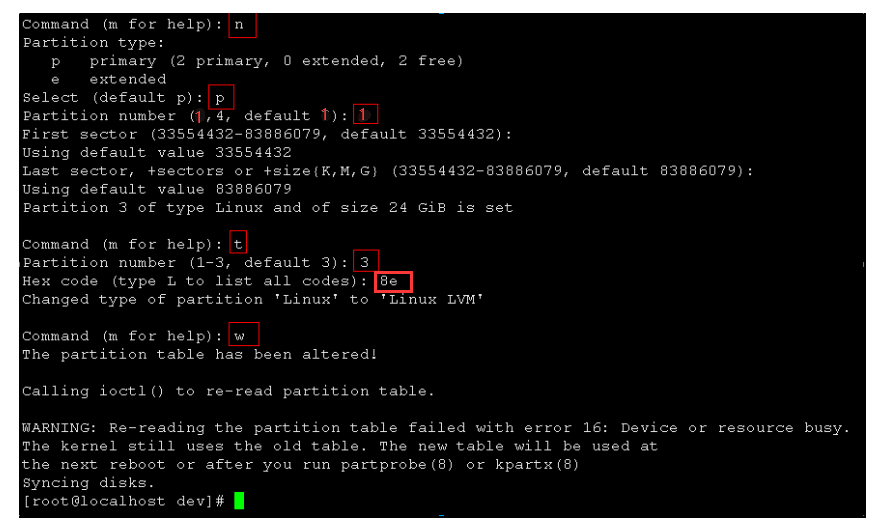 Command (m for help): n
Partition type:
   p   primary (2 primary, 0 extended, 2 free)
   e   extended
Select (default p): p
Partition number (1,4, default 1): 1
First sector (33554432-83886079, default 33554432):
Using default value 33554432
Last sector, +sectors or +size{K,M,G} (33554432-83886079, default 83886079):
Using default value 83886079
Partition 3 of type Linux and of size 24 GiB is set

Command (m for help): t
Partition number (1-3, default 3): 3
Hex code (type L to list all codes): 8e
Changed type of partition 'Linux' to 'Linux LVM'

Command (m for help): w
The partition table has been altered!

Calling ioctl() to re-read partition table.

WARNING: Re-reading the partition table failed with error 16: Device or resource busy.
The kernel still uses the old table. The new table will be used at
the next reboot or after you run partprobe(8) or kpartx(8)
Syncing disks.
[root@localhost dev]#